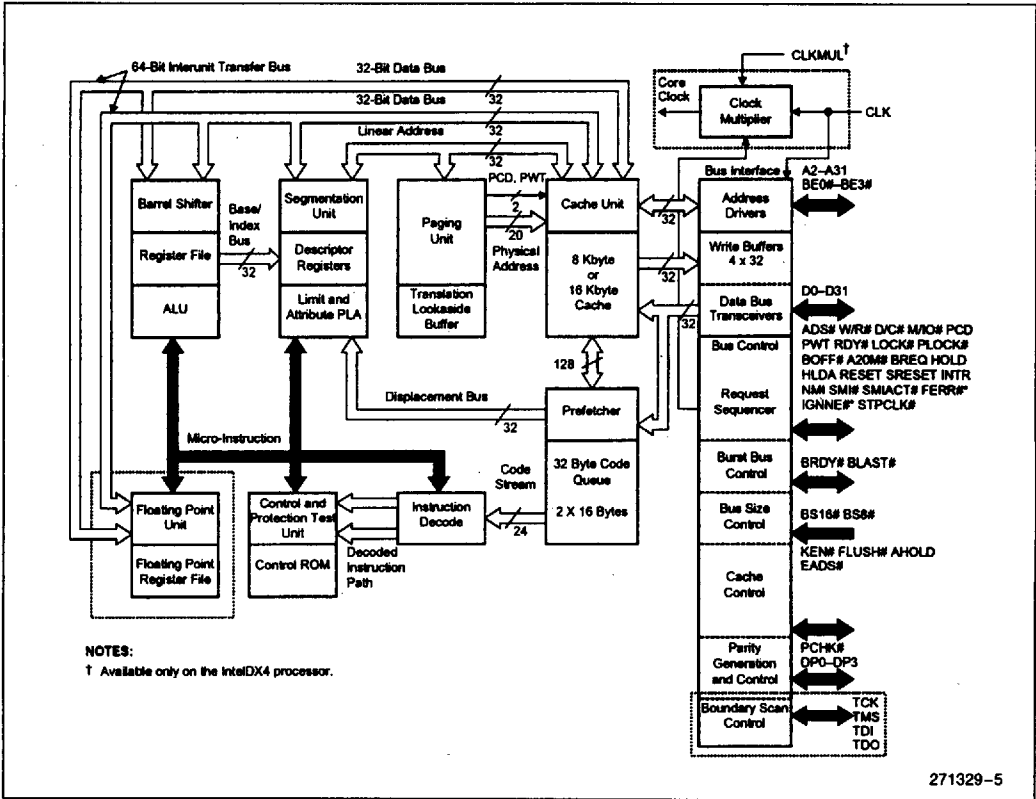 CLKMUL†
64-Bit Interunit Transfer Bus
32-Bit Data Bus
32
32-Bit Data Bus
32
Linear Address
32
32
Core
Clock
Clock
Multiplier
CLK
PCD, PWT
2
20
Physical
Address
Bus Interface
A2–A31
BE0#–BE3#
Barrel Shifter
Register File
ALU
Base/
Index
Bus
32
Segmentation
Unit
Descriptor
Registers
Limit and
Attribute PLA
Paging
Unit
Translation
Lookaside
Buffer
Cache Unit
8 Kbyte
or
16 Kbyte
Cache
32
32
32
Address
Drivers
Write Buffers
4 x 32
Data Bus
Transceivers
D0–D31
128
Displacement Bus
32
Prefetcher
32 Byte Code
Queue
2 X 16 Bytes
Bus Control
Request
Sequencer
ADS# W/R# D/C# M/IO# PCD
PWT RDY# LOCK# PLOCK#
BOFF# A20M# BREQ HOLD
HLDA RESET SRESET INTR
NMI SMI# SMIACT# FERR#*
IGNNE#* STPCLK#
Micro-Instruction
Code
Stream
24
Floating Point
Unit
Floating Point
Register File
Control and
Protection Test
Unit
Control ROM
Decoded
Instruction
Path
Instruction
Decode
Burst Bus
Control
BRDY# BLAST#
Bus Size
Control
BS16# BS8#
Cache
Control
KEN# FLUSH# AHOLD
EADS#
Parity
Generation
and Control
PCHK#
DP0–DP3
Boundary Scan
Control
TCK
TMS
TDI
TDO
NOTES:
† Available only on the IntelDX4 processor.
271329–5